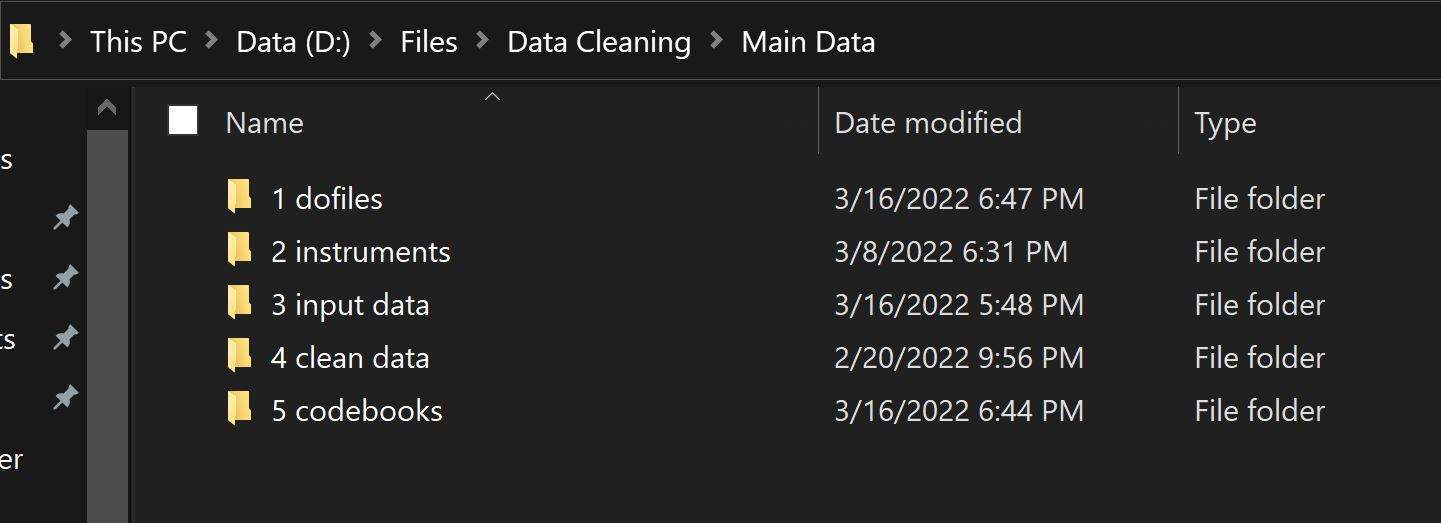 This PC > Data (D:) > Files > Data Cleaning > Main Data
Name Date modified Type
s
1 dofiles 3/16/2022 6:47 PM File folder
2 instruments 3/8/2022 6:31 PM File folder
s
3 input data 3/16/2022 5:48 PM File folder
ts
4 clean data 2/20/2022 9:56 PM File folder
5 codebooks 3/16/2022 6:44 PM File folder
er